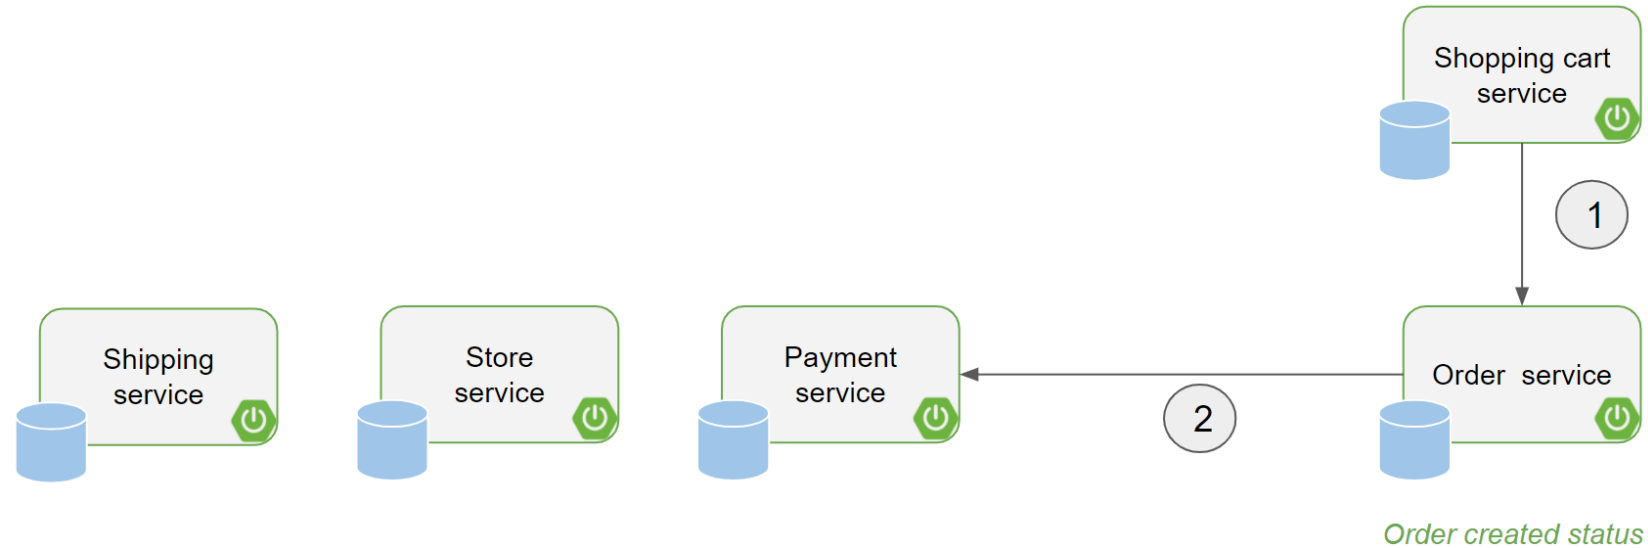 Shopping cart
service
1
Shipping
service
Store
service
Payment
service
Order service
2
Order created status